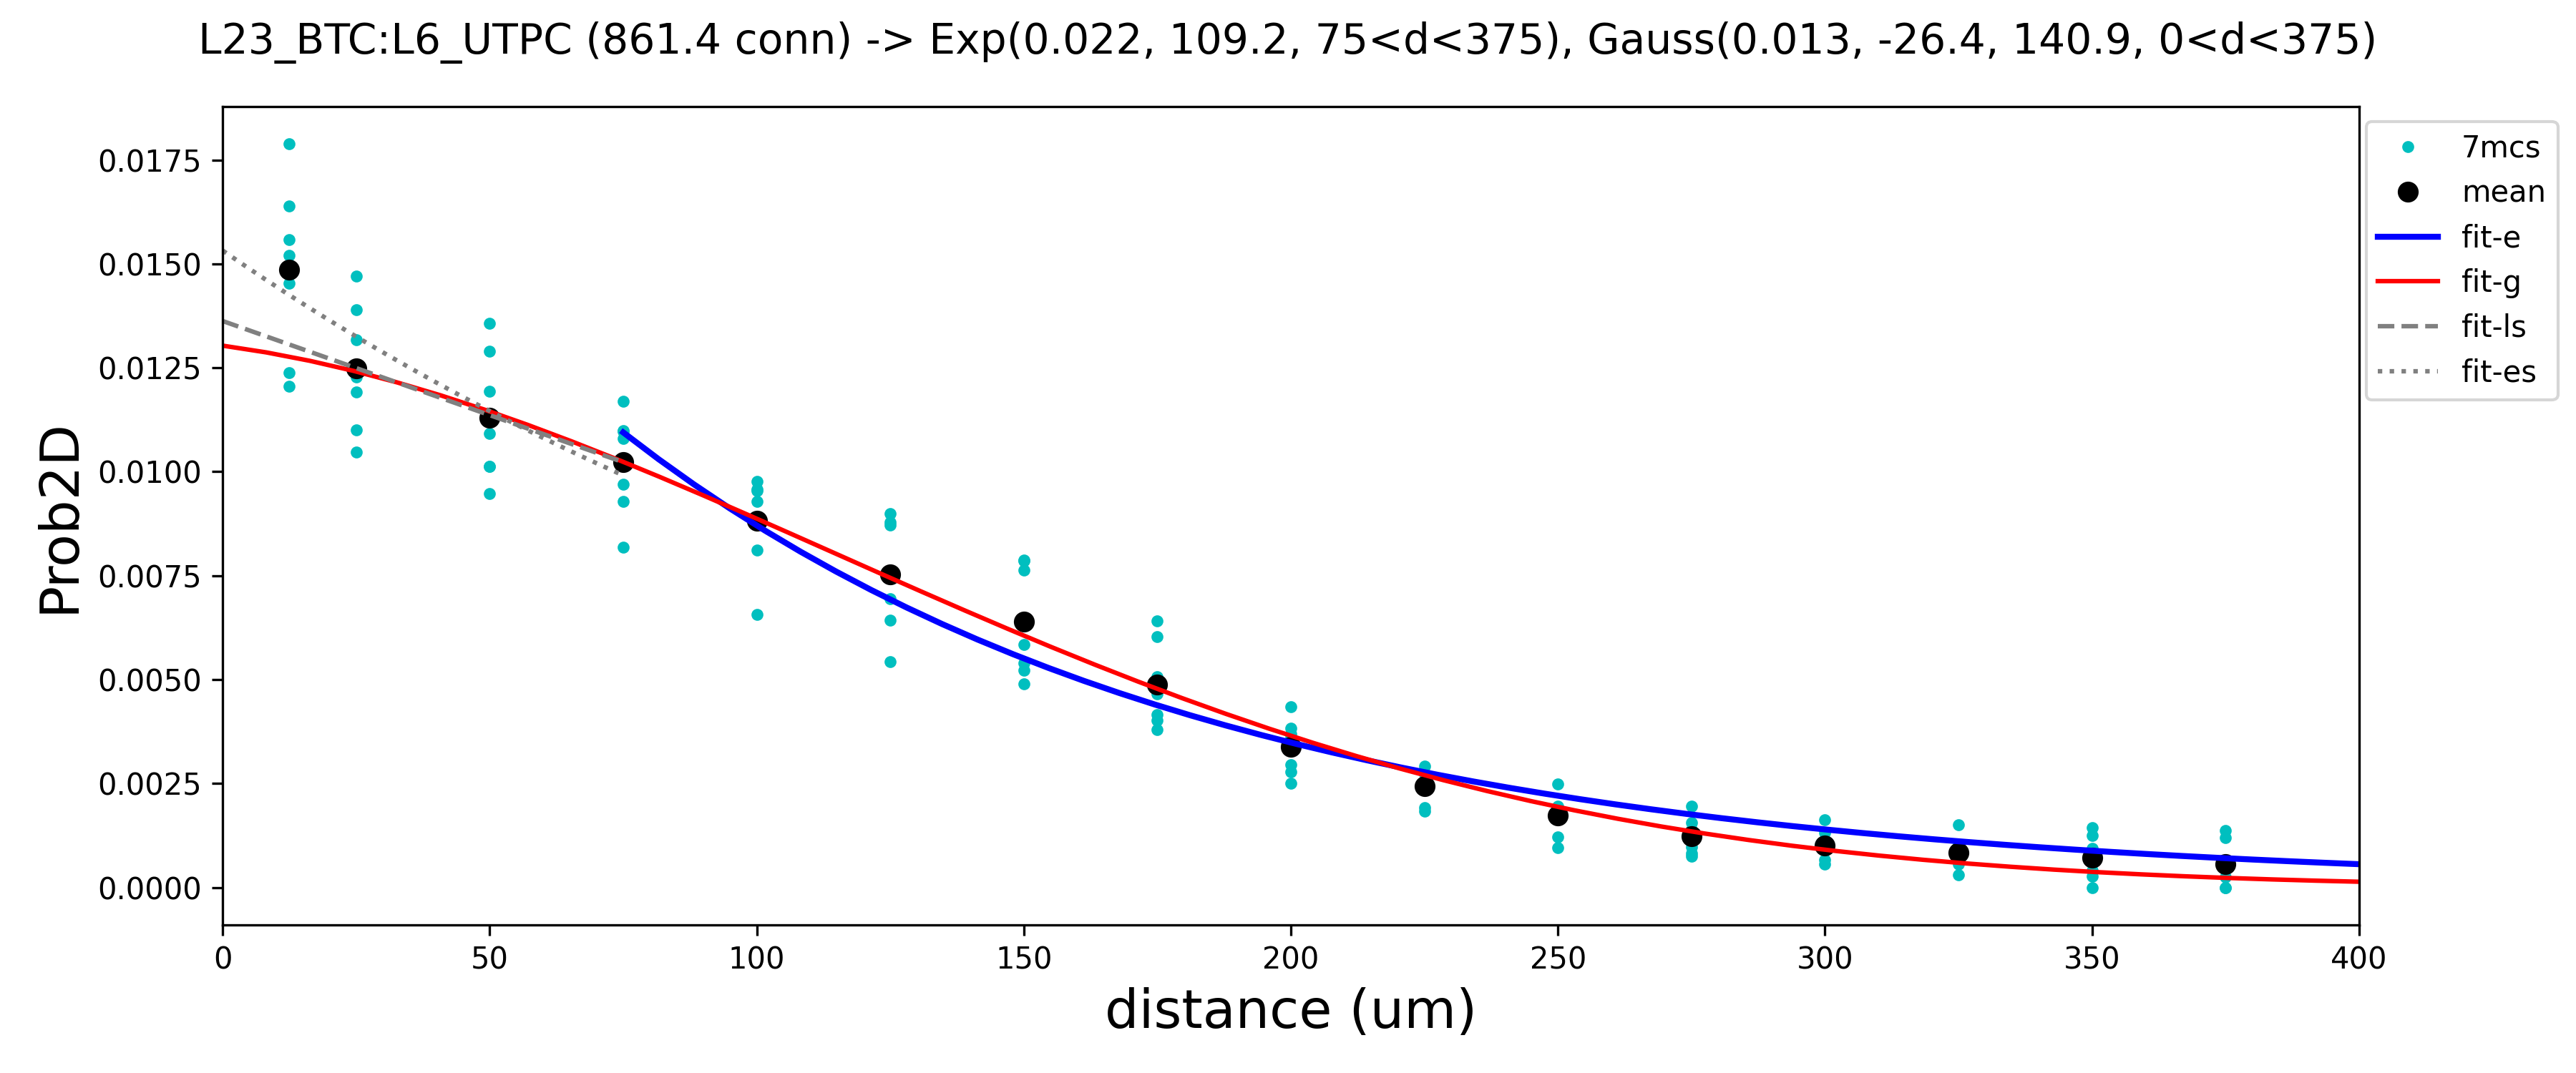 L23_BTC:L6_UTPC (861.4 conn) -> Exp(0.022, 109.2, 75<d<375), Gauss(0.013, -26.4, 140.9, 0<d<375)
0.0175
0.0150
0.0125
0.0100
0.0075
0.0050
0.0025
0.0000
Prob2D
0 50 100 150 200 250 300 350 400
distance (um)
7mcs
mean
fit-e
fit-g
fit-ls
fit-es